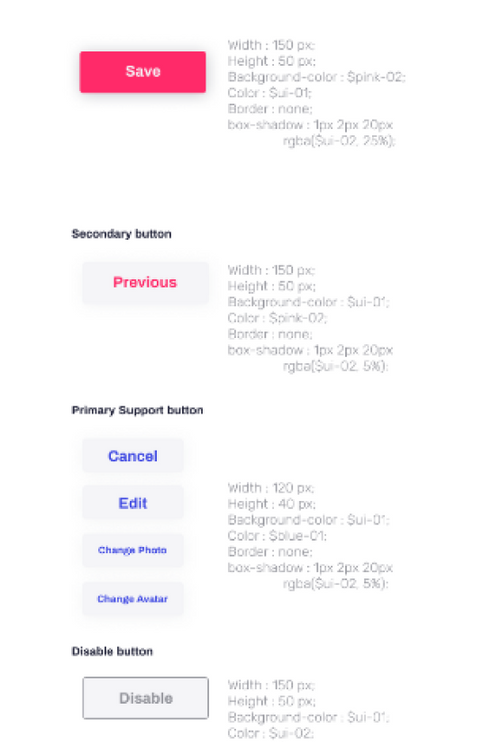 Save
Width : 150 px;
Height : 50 px;
Background-color : $pink-02;
Color : $ui-01;
Border : none;
box-shadow : 1px 2px 20px
rgba($ui-02, 25%);
Secondary button
Previous
Width : 150 px;
Height : 50 px;
Background-color : $ui-01;
Color : $pink-02;
Border : none;
box-shadow : 1px 2px 20px
rgba($ui-02, 5%);
Primary Support button
Cancel
Edit
Change Photo
Change Avatar
Width : 120 px;
Height : 40 px;
Background-color : $ui-01;
Color : $blue-01;
Border : none;
box-shadow : 1px 2px 20px
rgba($ui-02, 5%);
Disable button
Disable
Width : 150 px;
Height : 50 px;
Background-color : $ui-01;
Color : $ui-02;